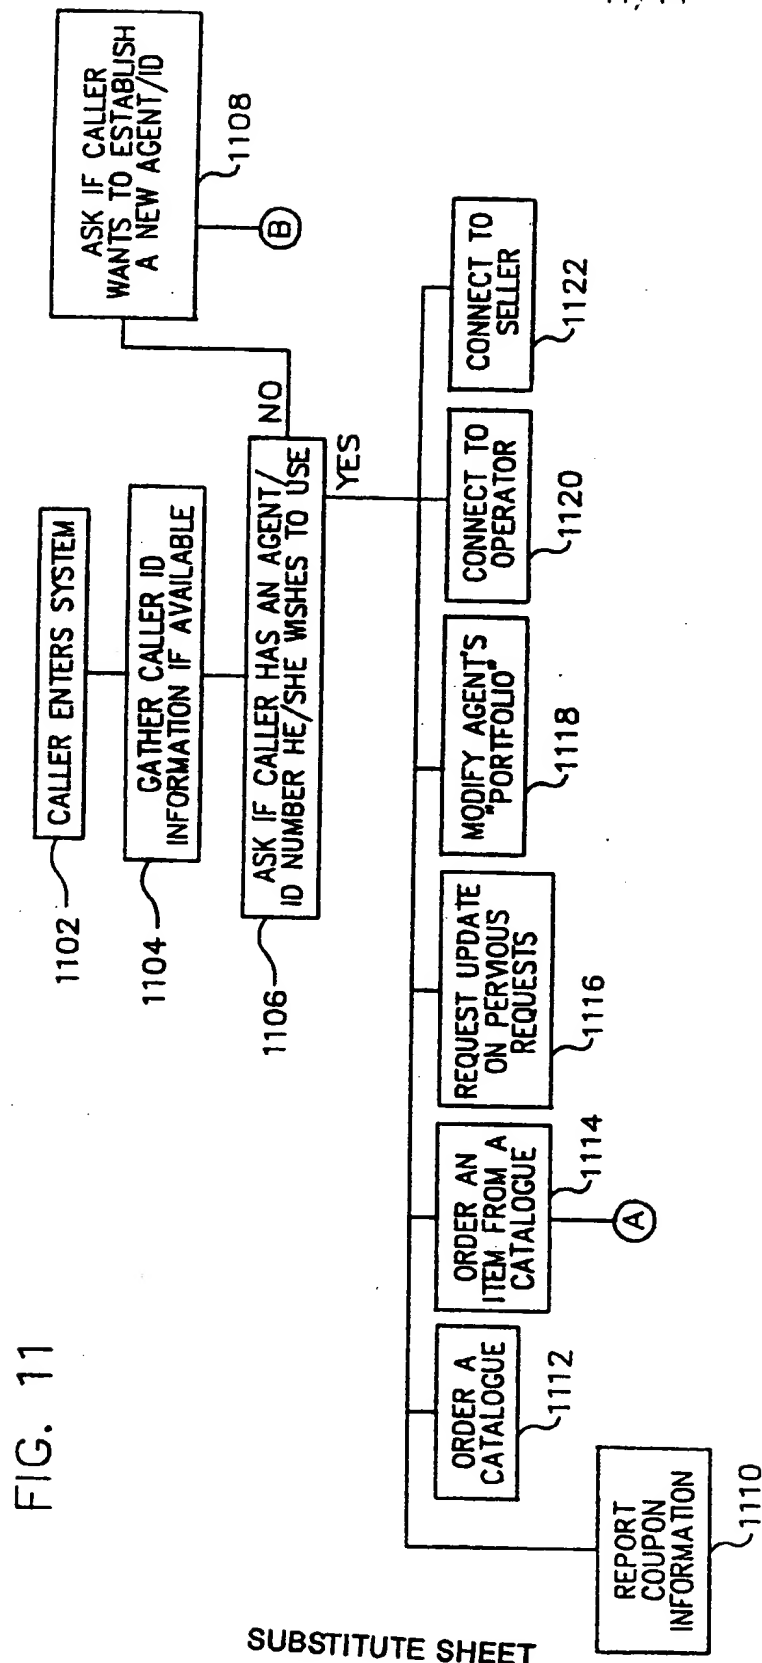 FIG. 11
CALLER ENTERS SYSTEM
1102
GATHER CALLER ID
INFORMATION IF AVAILABLE
1104
ASK IF CALLER HAS AN AGENT/
ID NUMBER HE/SHE WISHES TO USE
1106
NO
YES
ASK IF CALLER
WANTS TO ESTABLISH
A NEW AGENT/ID
1108
B
REPORT
COUPON
INFORMATION
1110
ORDER A
CATALOGUE
1112
ORDER AN
ITEM FROM A
CATALOGUE
1114
A
REQUEST UPDATE
ON PERVIOUS
REQUESTS
1116
MODIFY AGENT'S
"PORTFOLIO"
1118
CONNECT TO
OPERATOR
1120
CONNECT TO
SELLER
1122
SUBSTITUTE SHEET